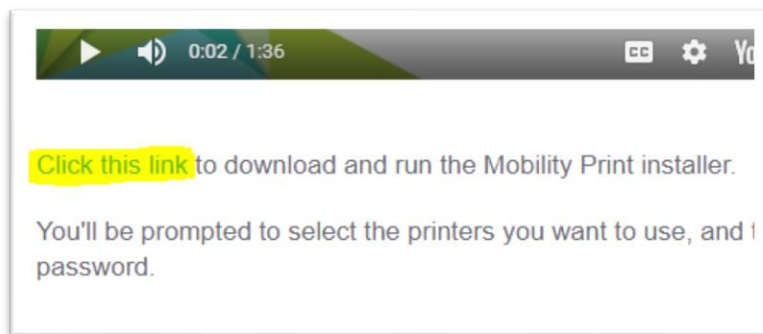 0:02 / 1:36 CC
Click this link to download and run the Mobility Print installer.
You'll be prompted to select the printers you want to use, and
password.